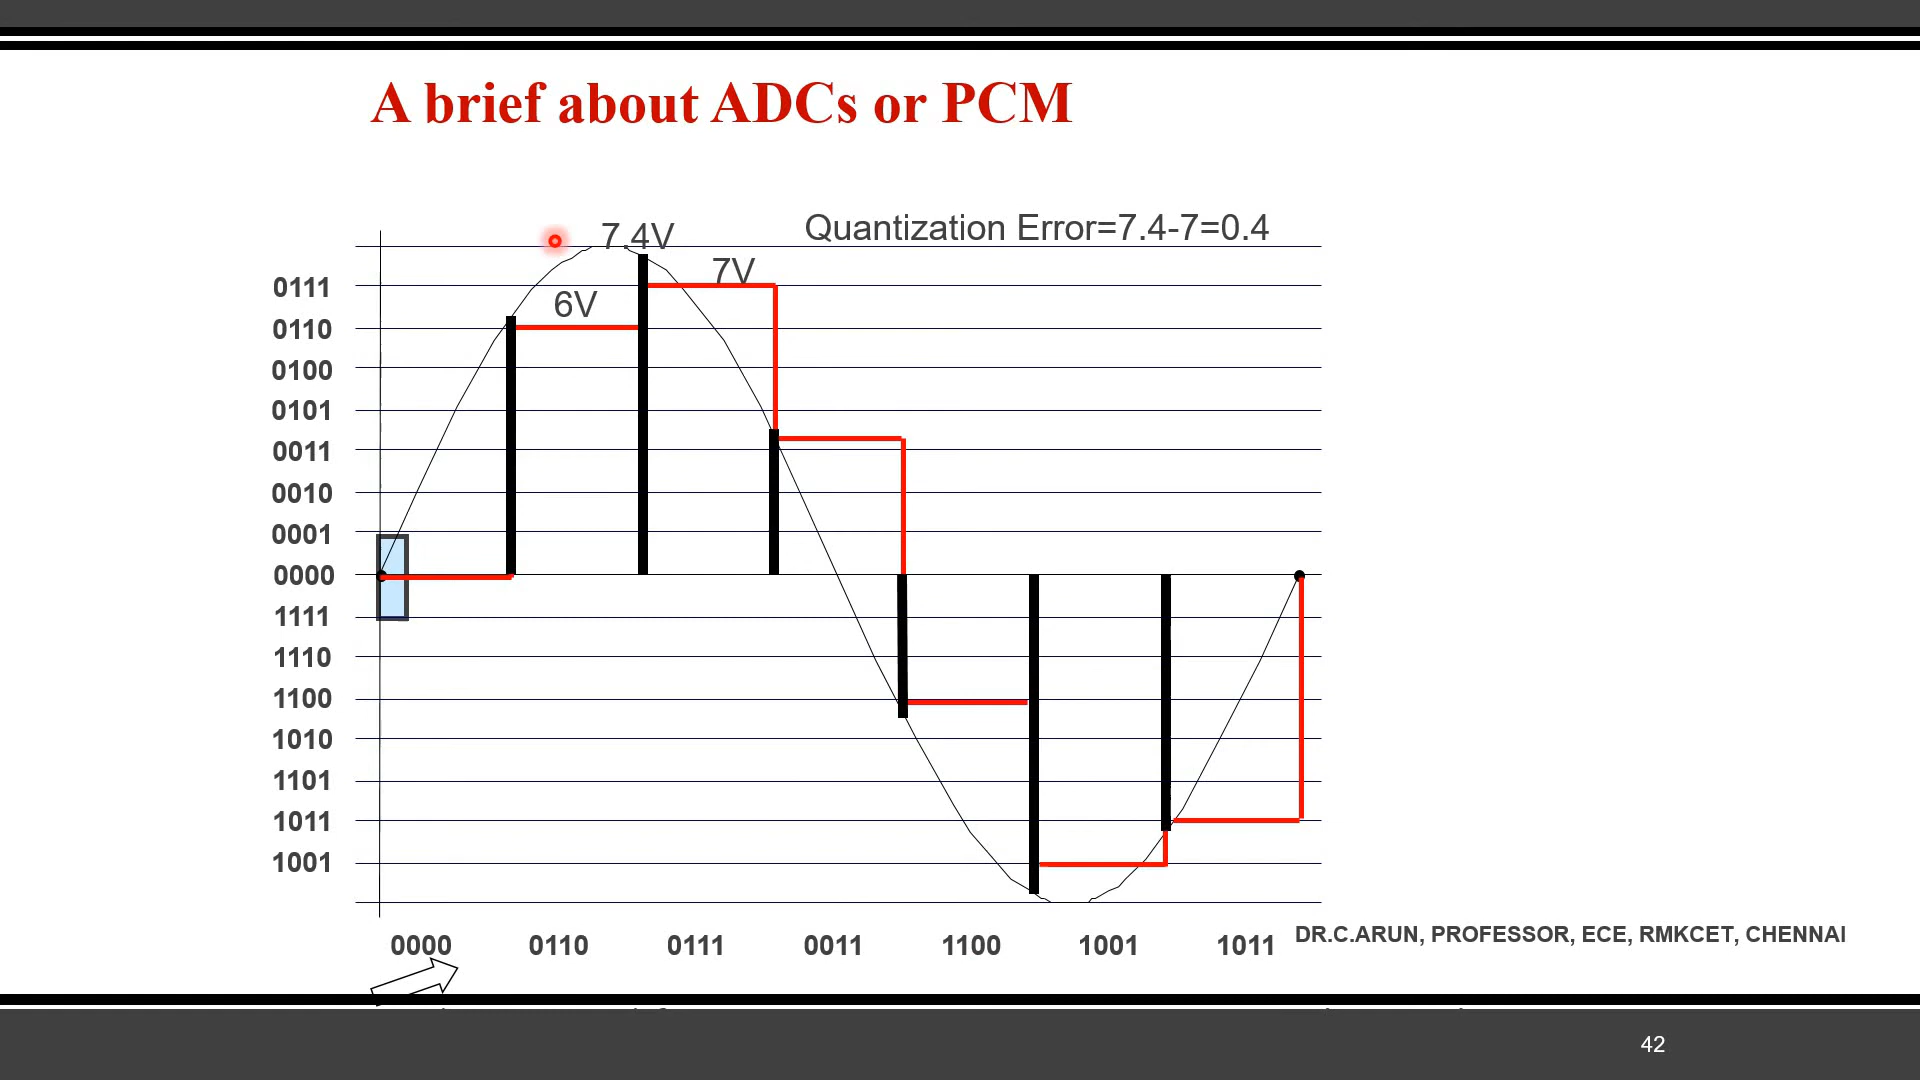 A brief about ADCs or PCM
7.4V
Quantization Error=7.4-7=0.4
7V
6V
0111
0110
0100
0101
0011
0010
0001
0000
1111
1110
1100
1010
1101
1011
1001
0000 0110 0111 0011 1100 1001 1011
DR.C.ARUN, PROFESSOR, ECE, RMKCET, CHENNAI
42